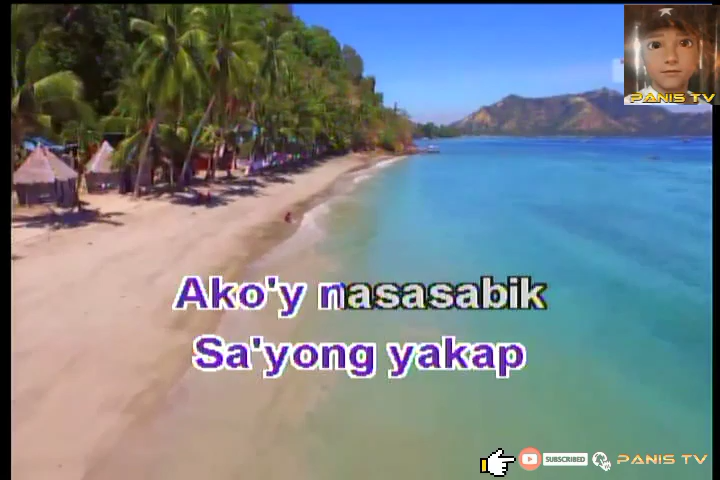 PANIS TV
Ako'y nasasabik
Sa'yong yakap
SUBSCRIBED
PANIS TV